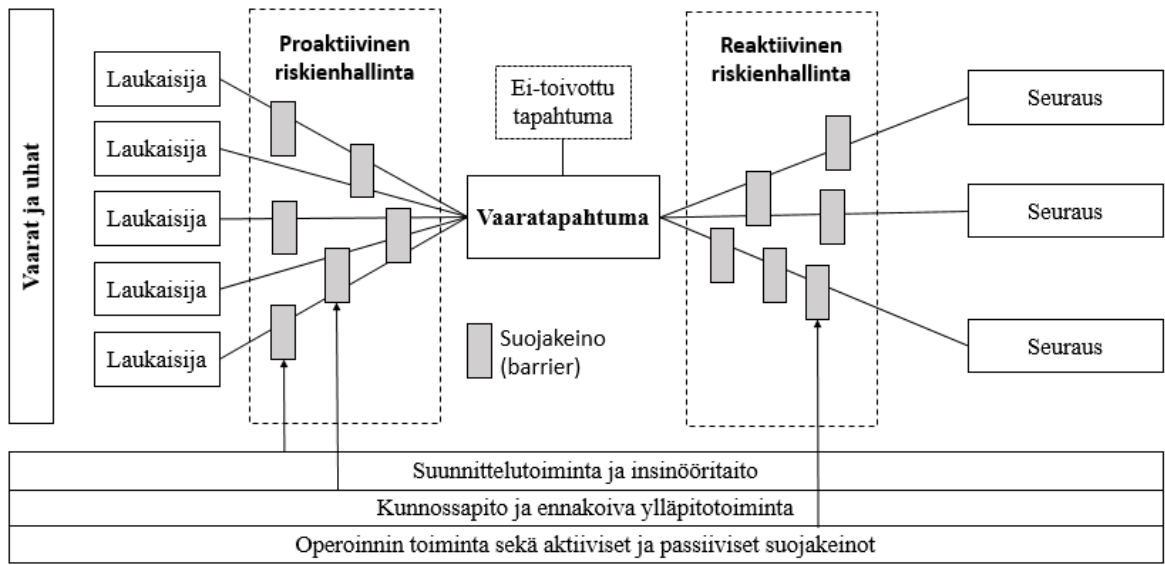 Vaarat ja uhat
Laukaisija
Laukaisija
Laukaisija
Laukaisija
Laukaisija
Proaktiivinen
riskienhallinta
Ei-toivottu
tapahtuma
Vaaratapahtuma
Suojakeino
(barrier)
Reaktiivinen
riskienhallinta
Seuraus
Seuraus
Seuraus
Suunnittelutoiminta ja insinööritaito
Kunnossapito ja ennakoiva ylläpitotoiminta
Operoinnin toiminta sekä aktiiviset ja passiiviset suojakeinot